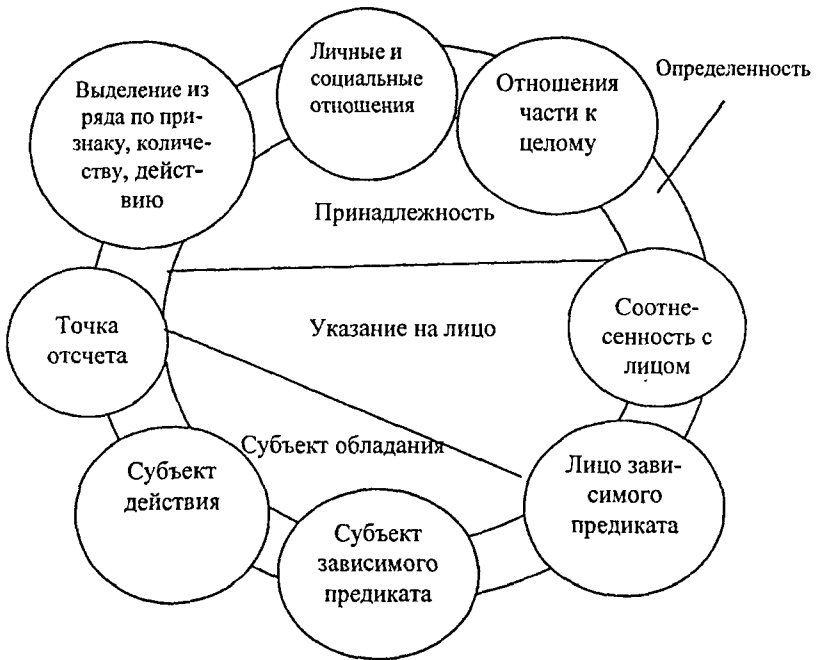 Личные и
социальные
отношения
Выделение из
ряда по при-
знаку, количе-
ству, дейст-
вию
Отношения
части к
целому
Определенность
Принадлежность
Точка
отсчета
Указание на лицо
Соотне-
сенность с
лицом
Субъект обладания
Субъект
действия
Лицо зави-
симого
предиката
Субъект
зависимого
предиката